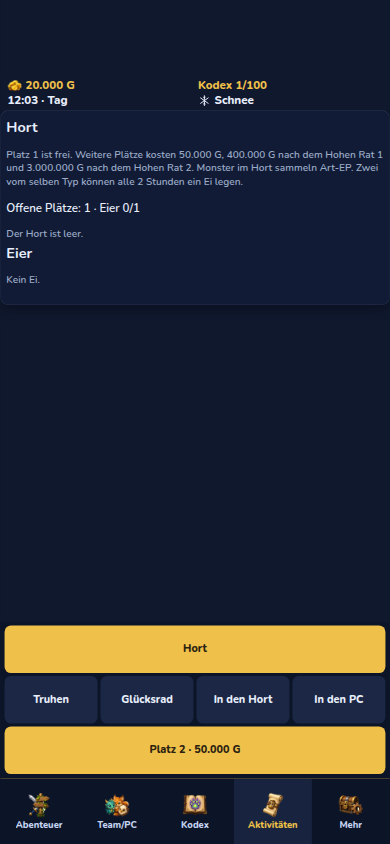 20.000 G
Kodex 1/100
12:03 · Tag
Schnee
Hort
Platz 1 ist frei. Weitere Plätze kosten 50.000 G, 400.000 G nach dem Hohen Rat 1
und 3.000.000 G nach dem Hohen Rat 2. Monster im Hort sammeln Art-EP. Zwei
vom selben Typ können alle 2 Stunden ein Ei legen.
Offene Plätze: 1 · Eier 0/1
Der Hort ist leer.
Eier
Kein Ei.
Hort
Truhen
Glücksrad
In den Hort
In den PC
Platz 2 · 50.000 G
Abenteuer
Team/PC
Kodex
Aktivitäten
Mehr